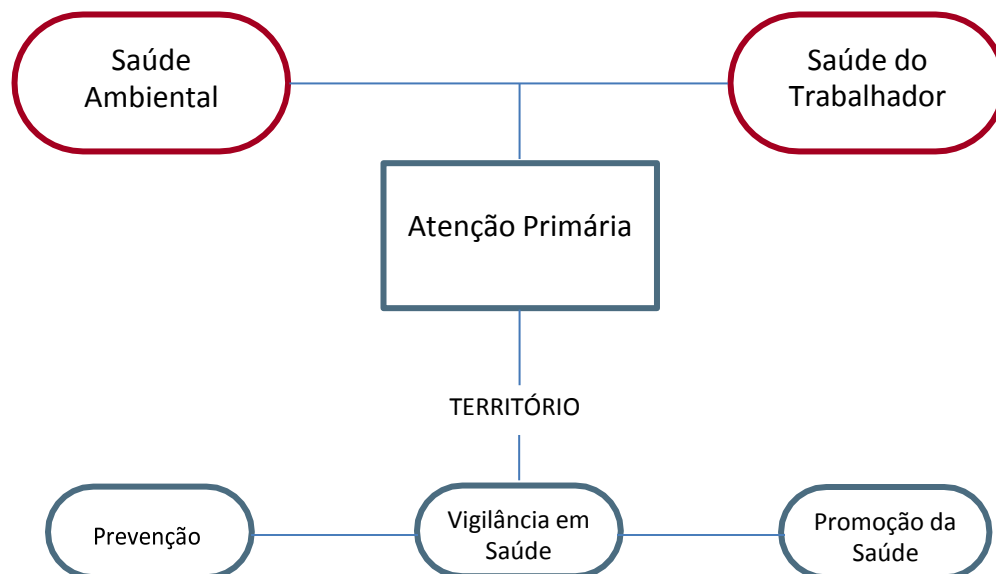 Saúde
Ambiental
Saúde do
Trabalhador
Atenção Primária
TERRITÓRIO
Prevenção
Vigilância em
Saúde
Promoção da
Saúde